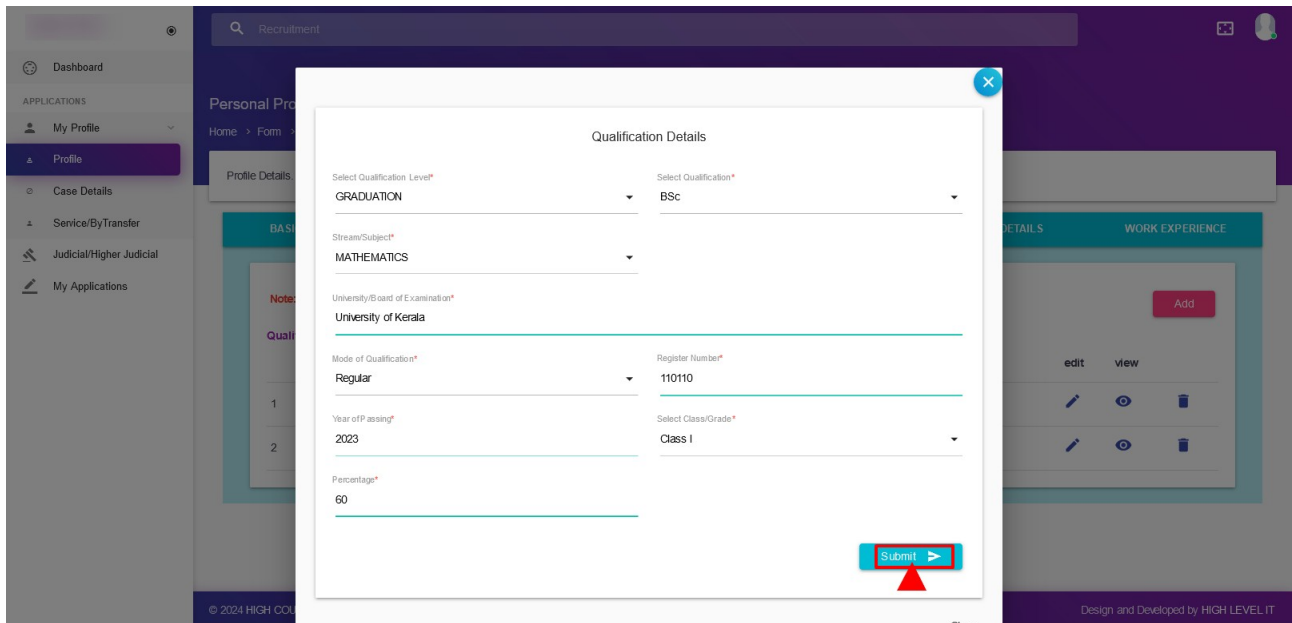 Recruitment
Dashboard
APPLICATIONS
My Profile
Profile
Case Details
Service/ByTransfer
Judicial/Higher Judicial
My Applications
Personal Pro
Home > Form >
Profile Details.
BASI
DETAILS
WORK EXPERIENCE
Note:
Add
Quali
edit view
1
2
Qualification Details
Select Qualification Level* Select Qualification*
GRADUATION BSc
Stream/Subject*
MATHEMATICS
University/Board of Examination*
University of Kerala
Mode of Qualification* Register Number*
Regular 110110
Year of Passing* Select Class/Grade*
2023 Class I
Percentage*
60
Submit
© 2024 HIGH COU
Design and Developed by HIGH LEVEL IT